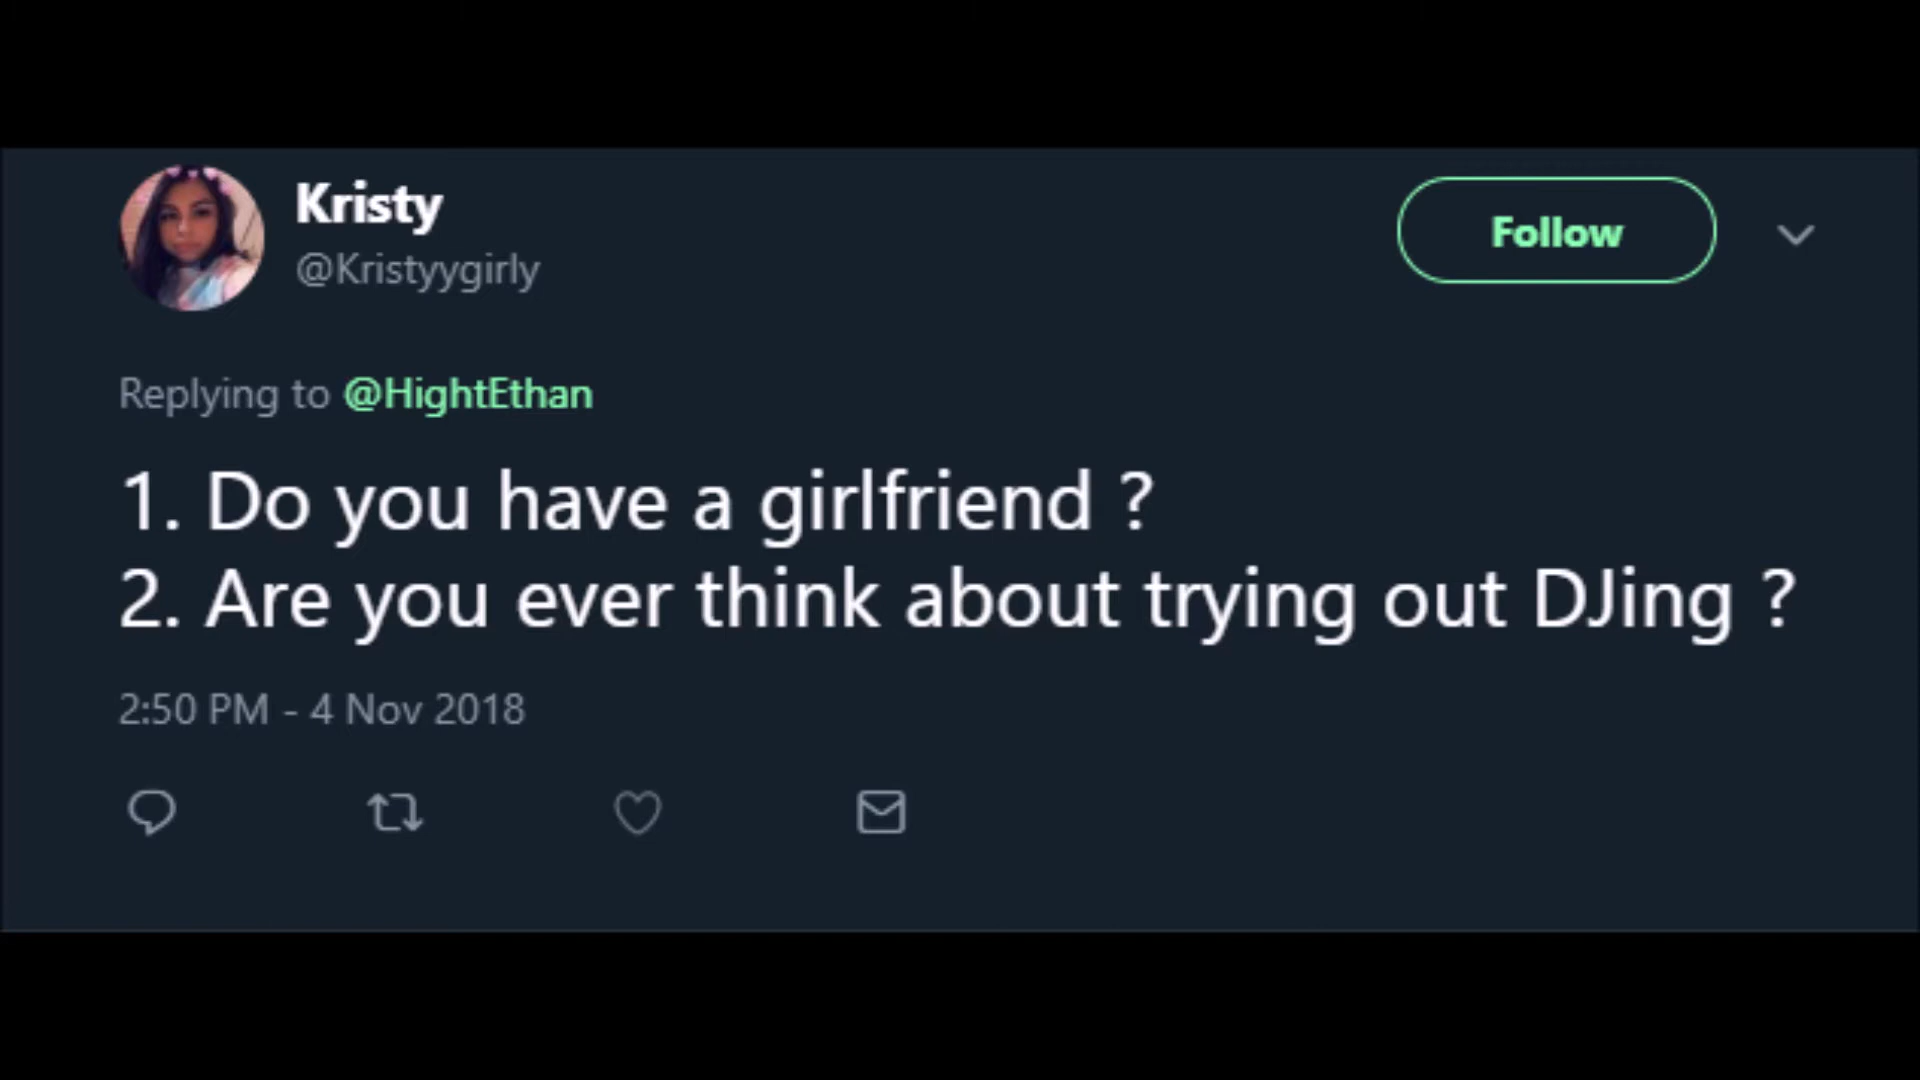 Kristy
@Kristyygirly
Follow
Replying to @HightEthan
1. Do you have a girlfriend ?
2. Are you ever think about trying out DJing ?
2:50 PM - 4 Nov 2018